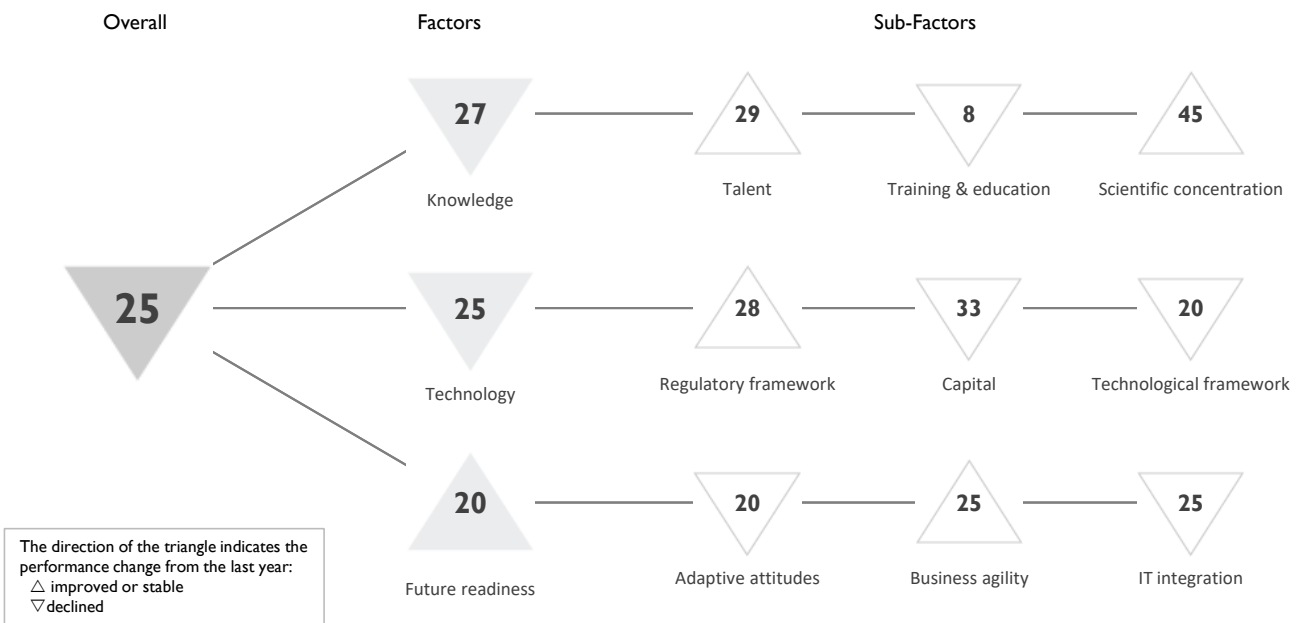 Overall
Factors
Sub-Factors
27
Knowledge
29
Talent
8
Training & education
45
Scientific concentration
25
25
Technology
28
Regulatory framework
33
Capital
20
Technological framework
20
Future readiness
20
Adaptive attitudes
25
Business agility
25
IT integration
The direction of the triangle indicates the
performance change from the last year:
△ improved or stable
▽ declined